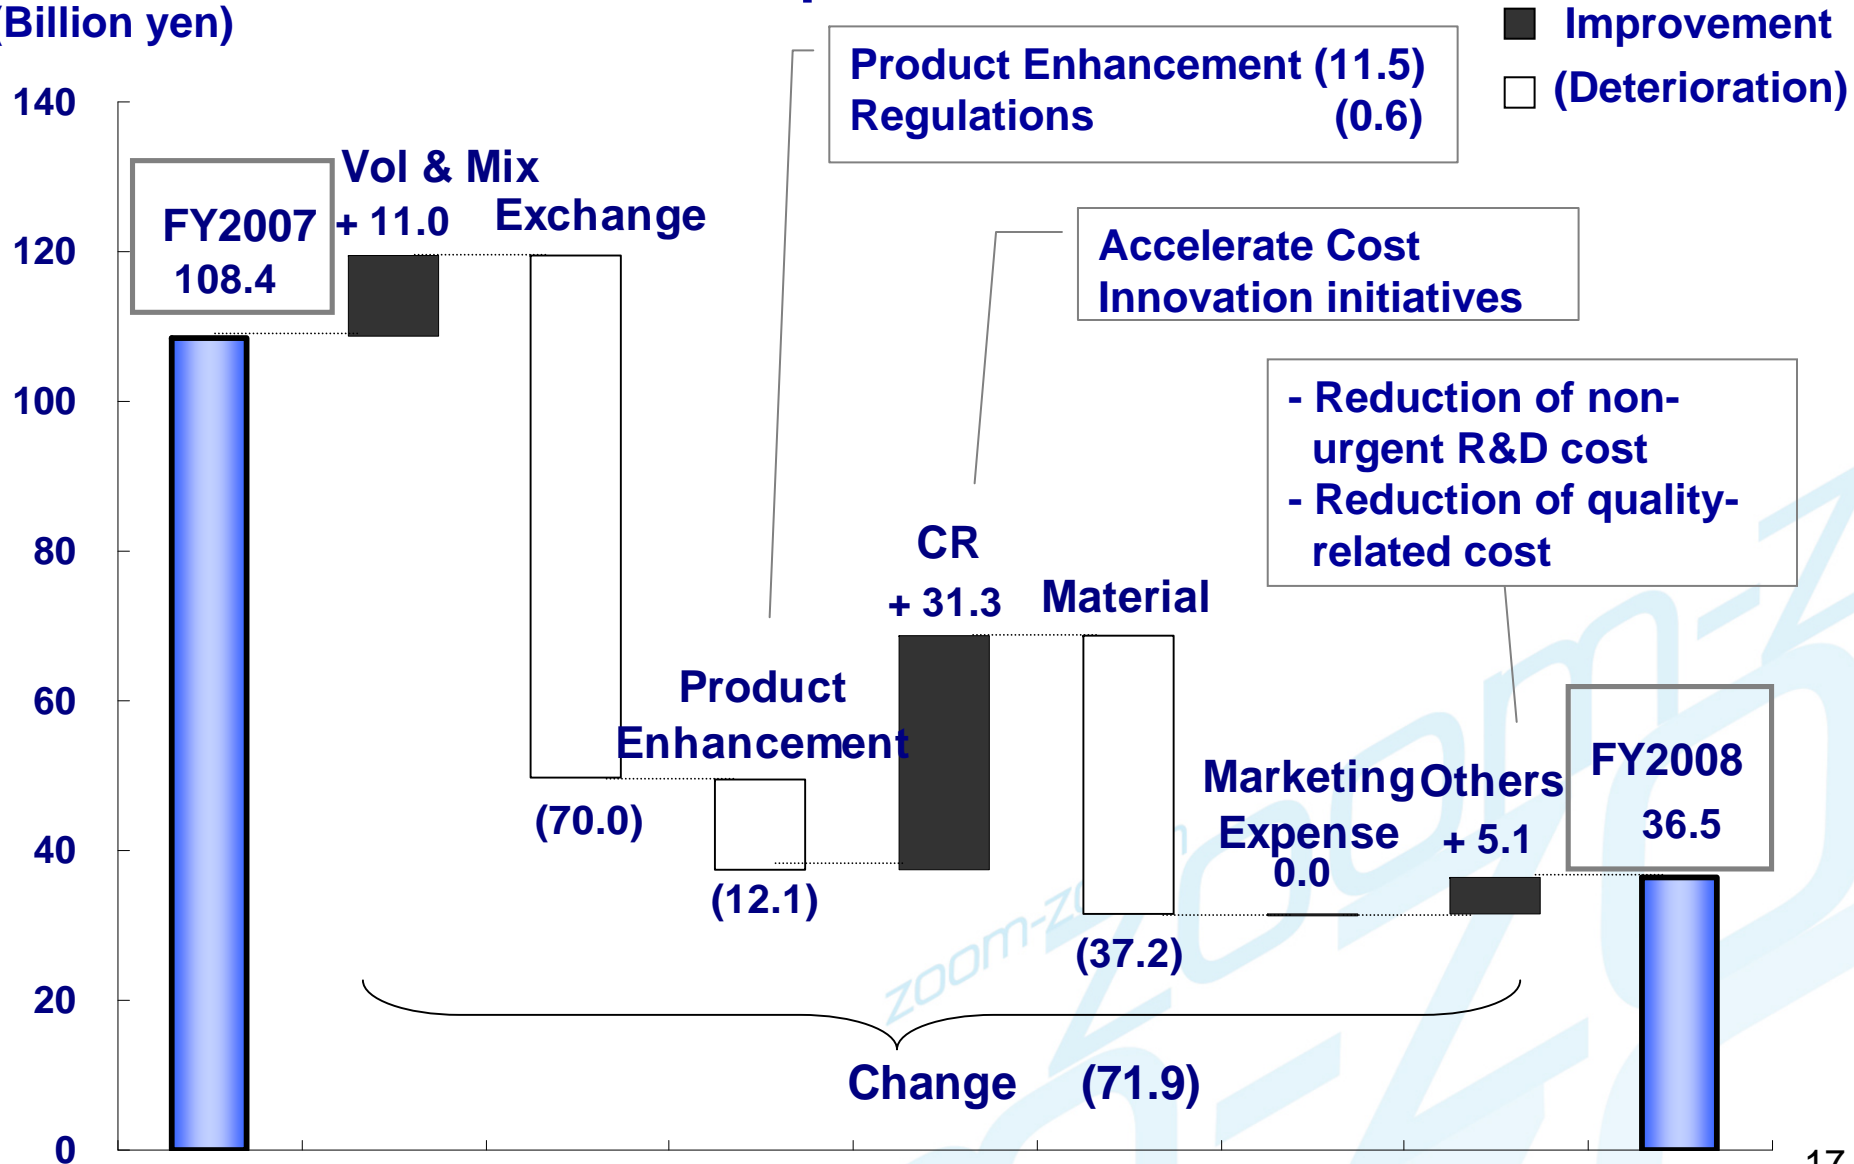 (Billion yen)
Improvement
(Deterioration)
Product Enhancement (11.5)
Regulations (0.6)
140
120
100
80
60
40
20
0
FY2007
108.4
Vol & Mix
+ 11.0
Exchange
(70.0)
Accelerate Cost
Innovation initiatives
- Reduction of non-
urgent R&D cost
- Reduction of quality-
related cost
Product
Enhancement
(12.1)
CR
+ 31.3
Material
(37.2)
Marketing
Expense
0.0
Others
+ 5.1
FY2008
36.5
Change (71.9)
zoom-zoom
17